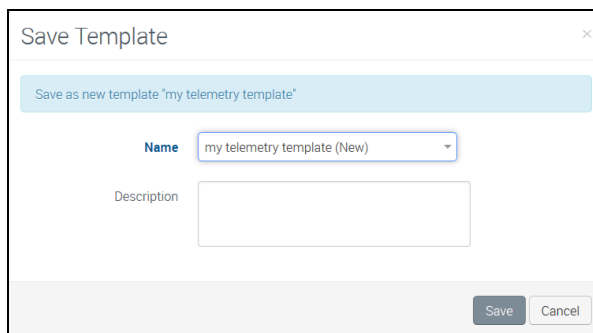 Save Template
×
Save as new template "my telemetry template"
Name
my telemetry template (New)
Description
Save
Cancel